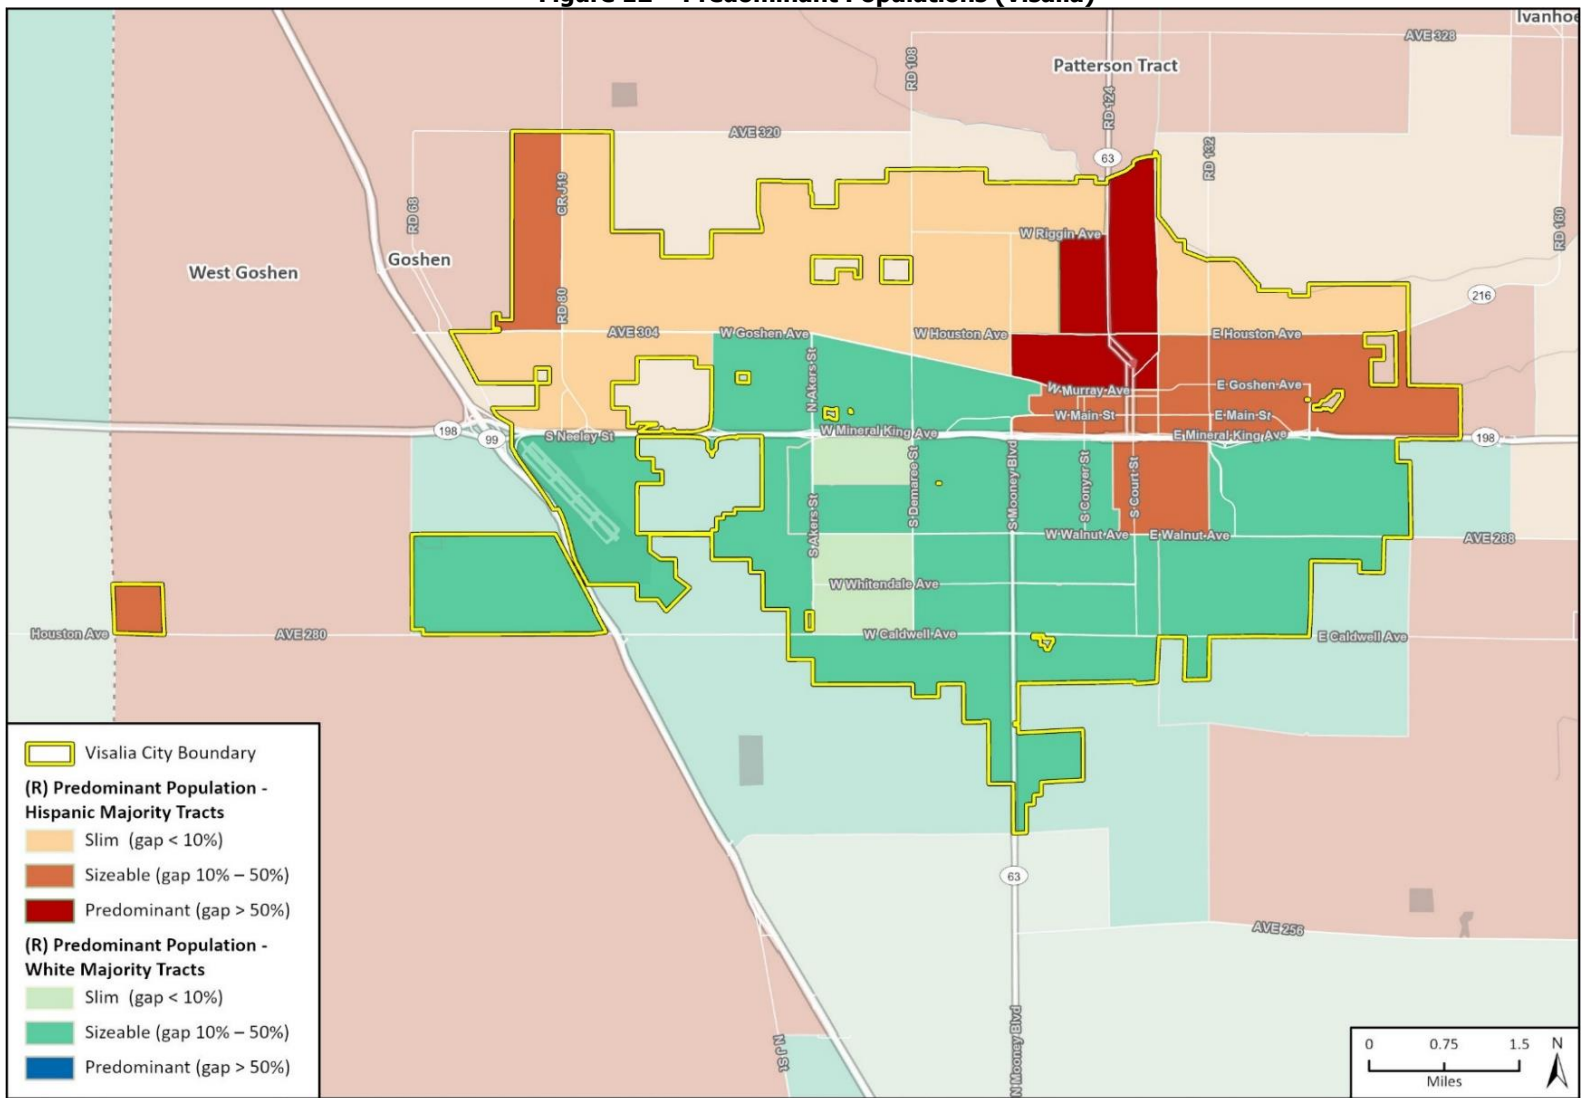 Figure 22 – Predominant Populations (Visalia)
Ivanhoe
AVE 328
Patterson Tract
RD 108
RD 124
63
RD 132
AVE 320
CR J19
RD 68
RD 160
W Riggin Ave
Goshen
West Goshen
216
RD 80
AVE 304
W Goshen Ave
W Houston Ave
E Houston Ave
N Akers St
W Murray Ave
E Goshen Ave
W Main St
E Main St
198
99
S Neeley St
W Mineral King Ave
E Mineral King Ave
198
S Akers St
S Demaree St
S Mooney Blvd
S Conyer St
S Court St
W Walnut Ave
E Walnut Ave
AVE 288
W Whitendale Ave
Houston Ave
AVE 280
W Caldwell Ave
E Caldwell Ave
63
AVE 256
N J St
N Mooney Blvd
Visalia City Boundary
(R) Predominant Population -
Hispanic Majority Tracts
Slim (gap < 10%)
Sizeable (gap 10% – 50%)
Predominant (gap > 50%)
(R) Predominant Population -
White Majority Tracts
Slim (gap < 10%)
Sizeable (gap 10% – 50%)
Predominant (gap > 50%)
0 0.75 1.5
Miles
N